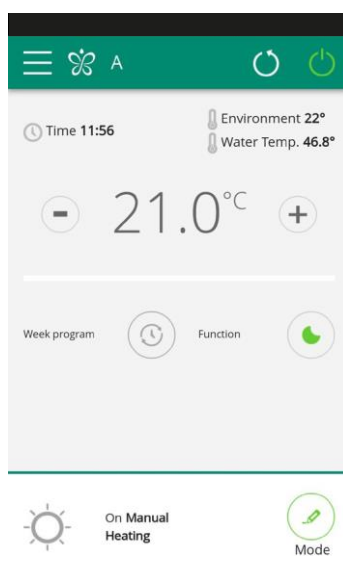 A
Time 11:56
Environment 22°
Water Temp. 46.8°
- 21.0°C +
Week program
Function
On Manual
Heating
Mode